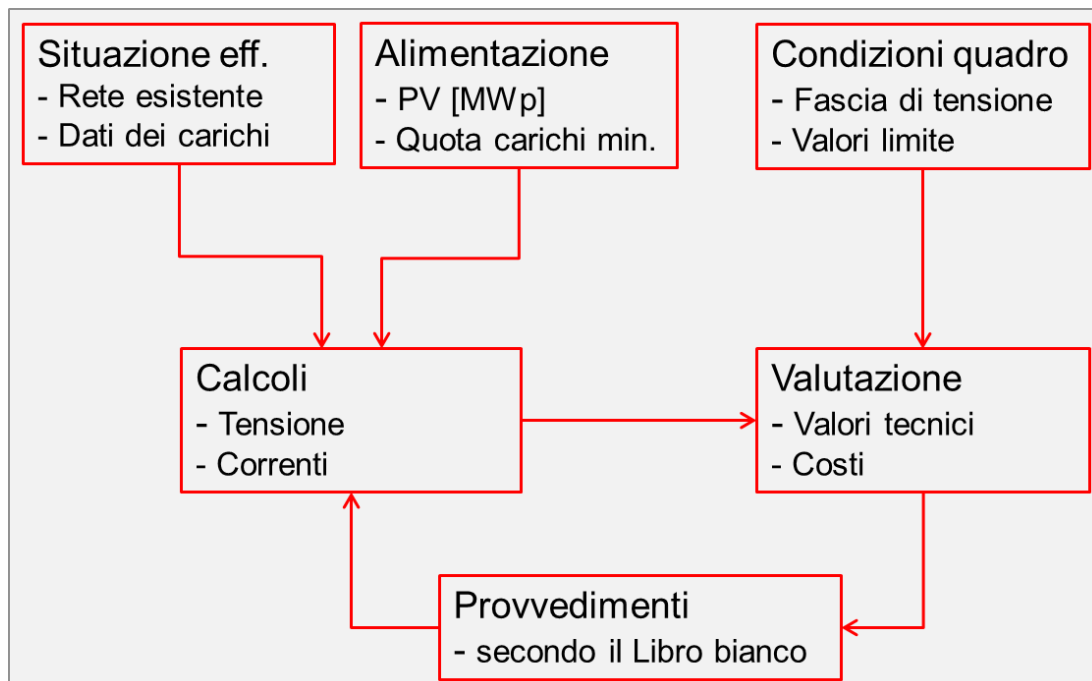 Situazione eff.
- Rete esistente
- Dati dei carichi
Alimentazione
- PV [MWp]
- Quota carichi min.
Condizioni quadro
- Fascia di tensione
- Valori limite
Calcoli
- Tensione
- Correnti
Valutazione
- Valori tecnici
- Costi
Provvedimenti
- secondo il Libro bianco